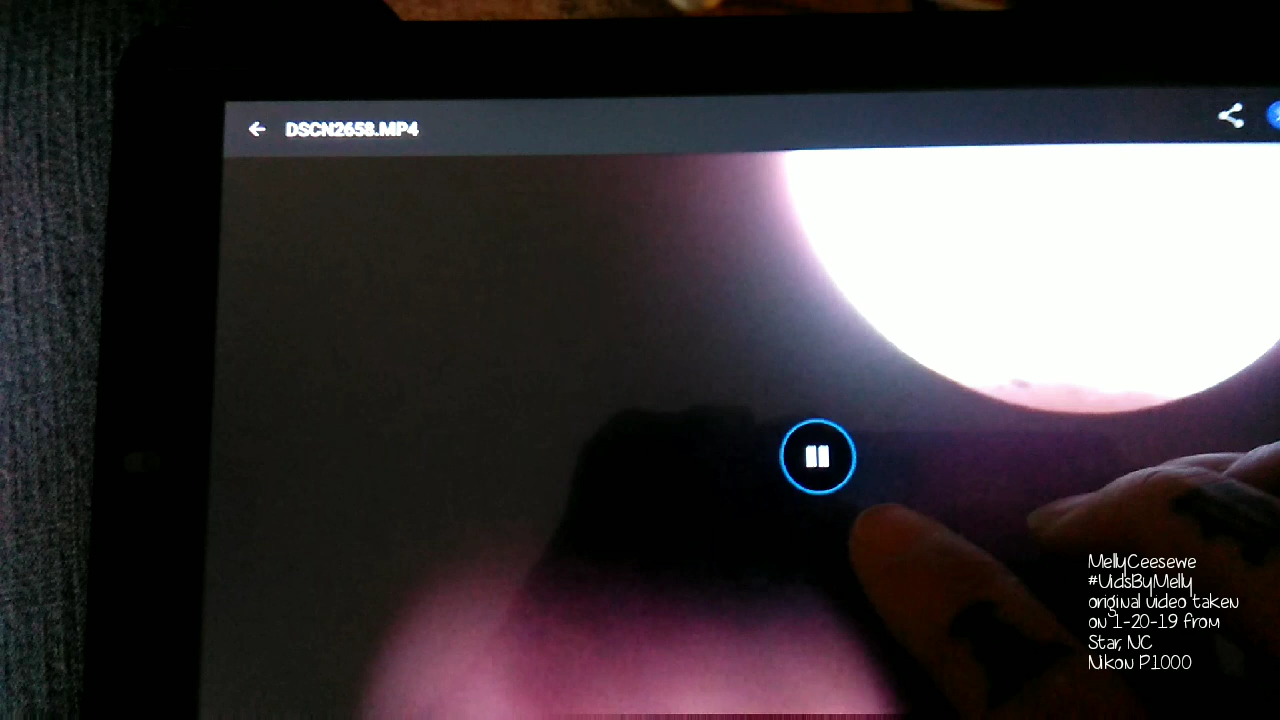 DSCN2658.MP4
MellyCeesewe
#VidsByMelly
original video taken
on 1-20-19 from
Star, NC
Nikon P1000